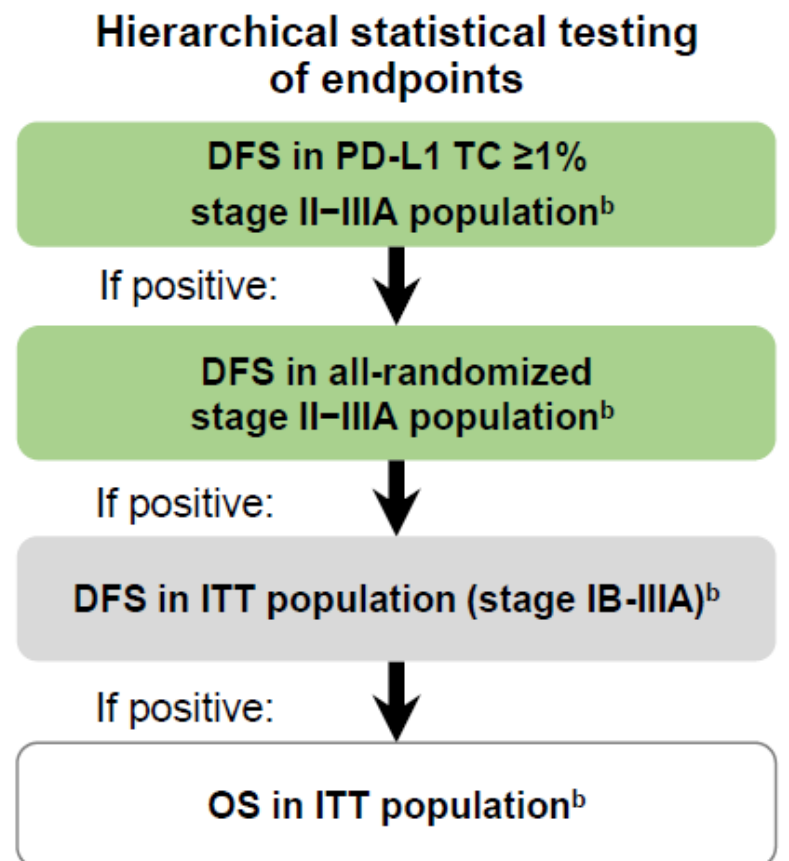 Hierarchical statistical testing
of endpoints
DFS in PD-L1 TC ≥1%
stage II–IIIA populationᵇ
If positive:
DFS in all-randomized
stage II–IIIA populationᵇ
If positive:
DFS in ITT population (stage IB-IIIA)ᵇ
If positive:
OS in ITT populationᵇ